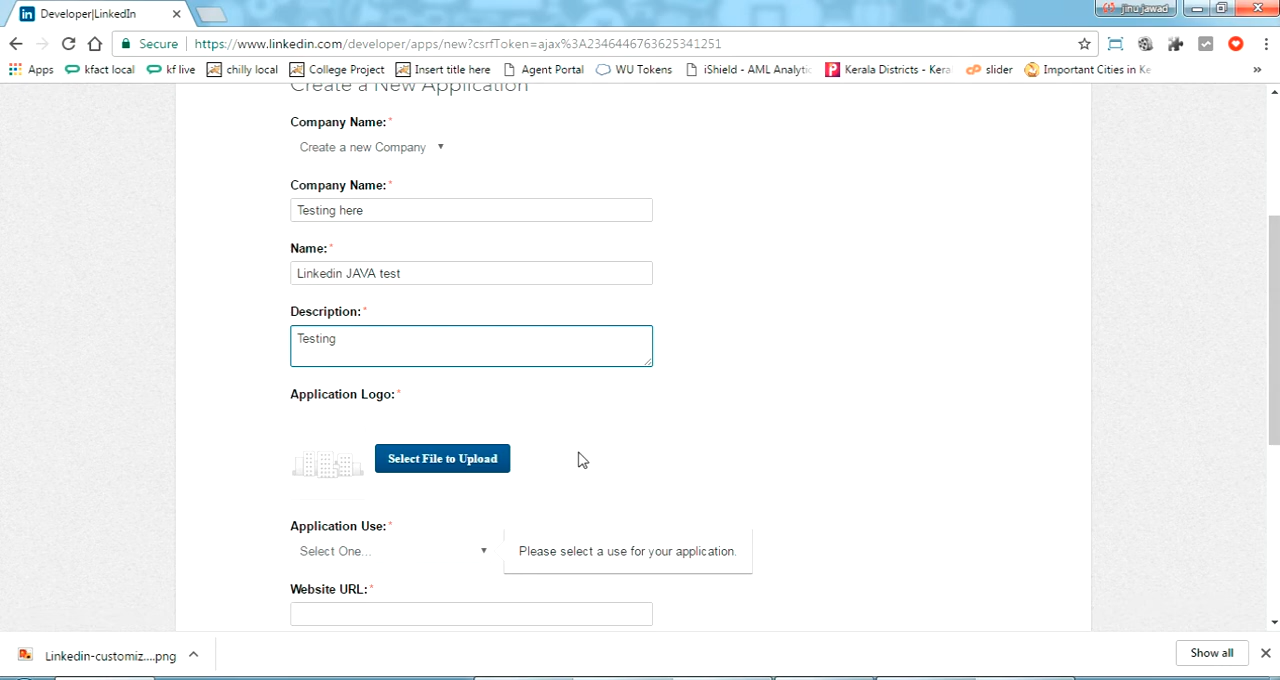 in Developer|LinkedIn
jinu jawad
Secure https://www.linkedin.com/developer/apps/new?csrfToken=ajax%3A2346446763625341251
Apps kfact local kf live chilly local College Project Insert title here Agent Portal WU Tokens iShield - AML Analytic Kerala Districts - Kera slider Important Cities in Ke »
Create a New Application
Company Name:*
Create a new Company
Company Name:*
Testing here
Name:*
Linkedin JAVA test
Description:*
Testing
Application Logo:*
Select File to Upload
Application Use:*
Select One... Please select a use for your application.
Website URL:*
Linkedin-customiz....png Show all